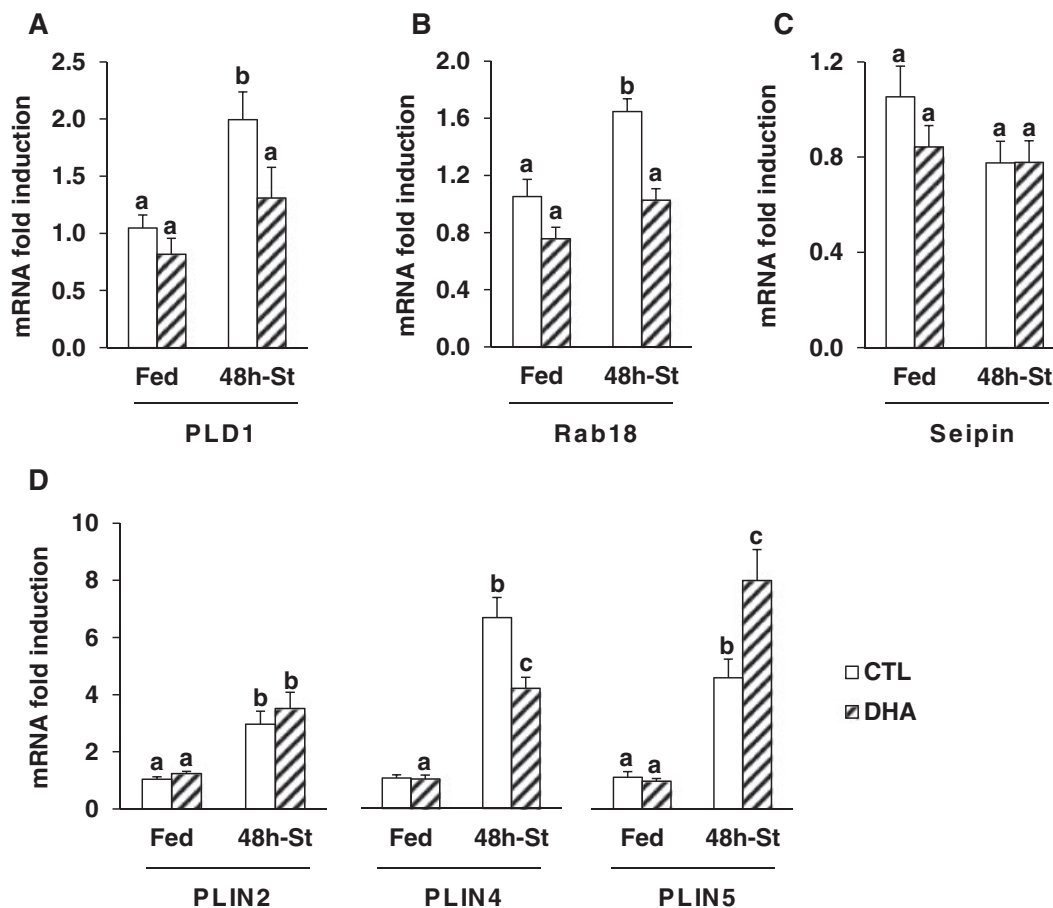 A
mRNA fold induction
2.5
2.0
1.5
1.0
0.5
0.0
a
a
b
a
Fed 48h-St
PLD1
B
mRNA fold induction
2.0
1.6
1.2
0.8
0.4
0.0
a
a
b
a
Fed 48h-St
Rab18
C
mRNA fold induction
1.2
0.8
0.4
0.0
a
a
a a
Fed 48h-St
Seipin
D
mRNA fold induction
10
8
6
4
2
0
a a
b b
Fed 48h-St
PLIN2
a
b
c
Fed 48h-St
PLIN4
a a
b
c
Fed 48h-St
PLIN5
CTL
DHA